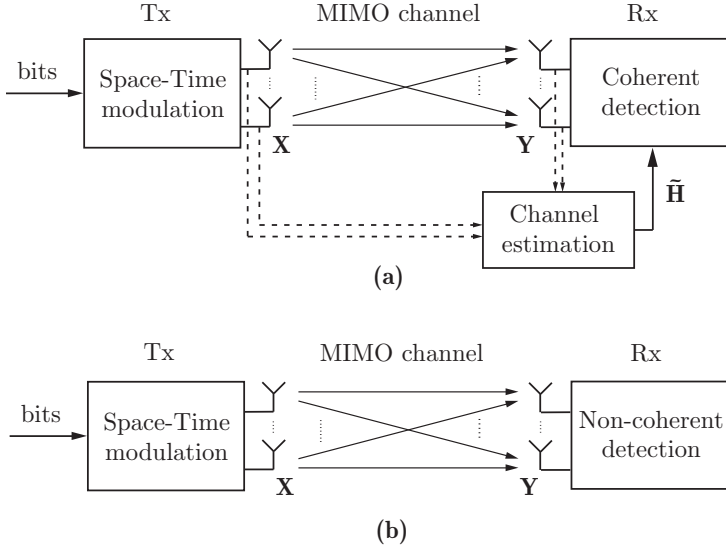 Tx MIMO channel Rx
bits
Space-Time
modulation
Coherent
detection
X Y
H̃
Channel
estimation
(a)
Tx MIMO channel Rx
bits
Space-Time
modulation
Non-coherent
detection
X Y
(b)